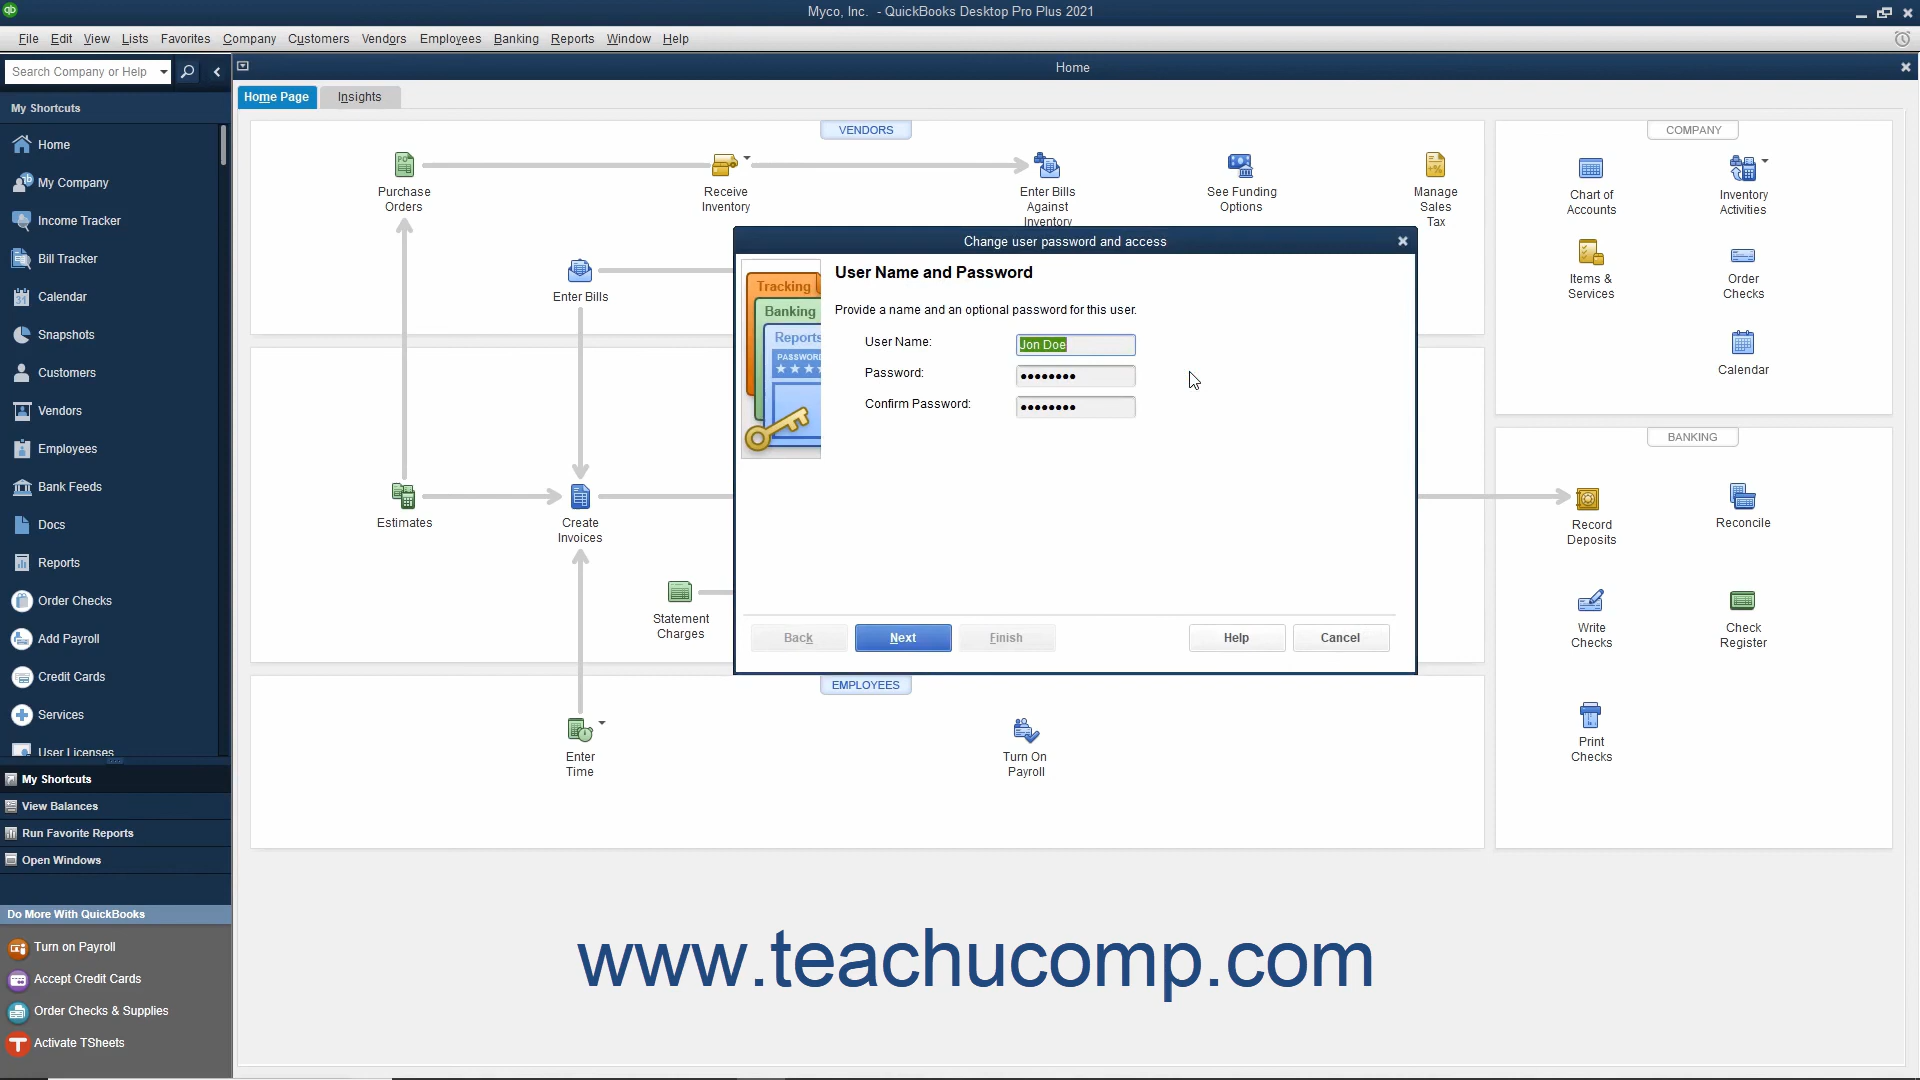 qb
Myco, Inc. - QuickBooks Desktop Pro Plus 2021
File Edit View Lists Favorites Company Customers Vendors Employees Banking Reports Window Help
Search Company or Help
Home
Home Page
Insights
My Shortcuts
Home
My Company
Income Tracker
Bill Tracker
31
Calendar
Snapshots
Customers
Vendors
Employees
Bank Feeds
Docs
Reports
Order Checks
Add Payroll
Credit Cards
Services
User Licenses
My Shortcuts
View Balances
Run Favorite Reports
Open Windows
Do More With QuickBooks
Turn on Payroll
Accept Credit Cards
Order Checks & Supplies
Activate TSheets
VENDORS
PO
Purchase
Orders
Receive
Inventory
Enter Bills
Against
Inventory
See Funding
Options
Manage
Sales
Tax
Enter Bills
Estimates
Create
Invoices
Statement
Charges
EMPLOYEES
Enter
Time
Turn On
Payroll
COMPANY
Chart of
Accounts
Inventory
Activities
Items &
Services
Order
Checks
Calendar
BANKING
Record
Deposits
Reconcile
Write
Checks
Check
Register
Print
Checks
Change user password and access
Tracking
Banking
Reports
PASSWORD
User Name and Password
Provide a name and an optional password for this user.
User Name:
Jon Doe
Password:
••••••••
Confirm Password:
••••••••
Back
Next
Finish
Help
Cancel
www.teachucomp.com